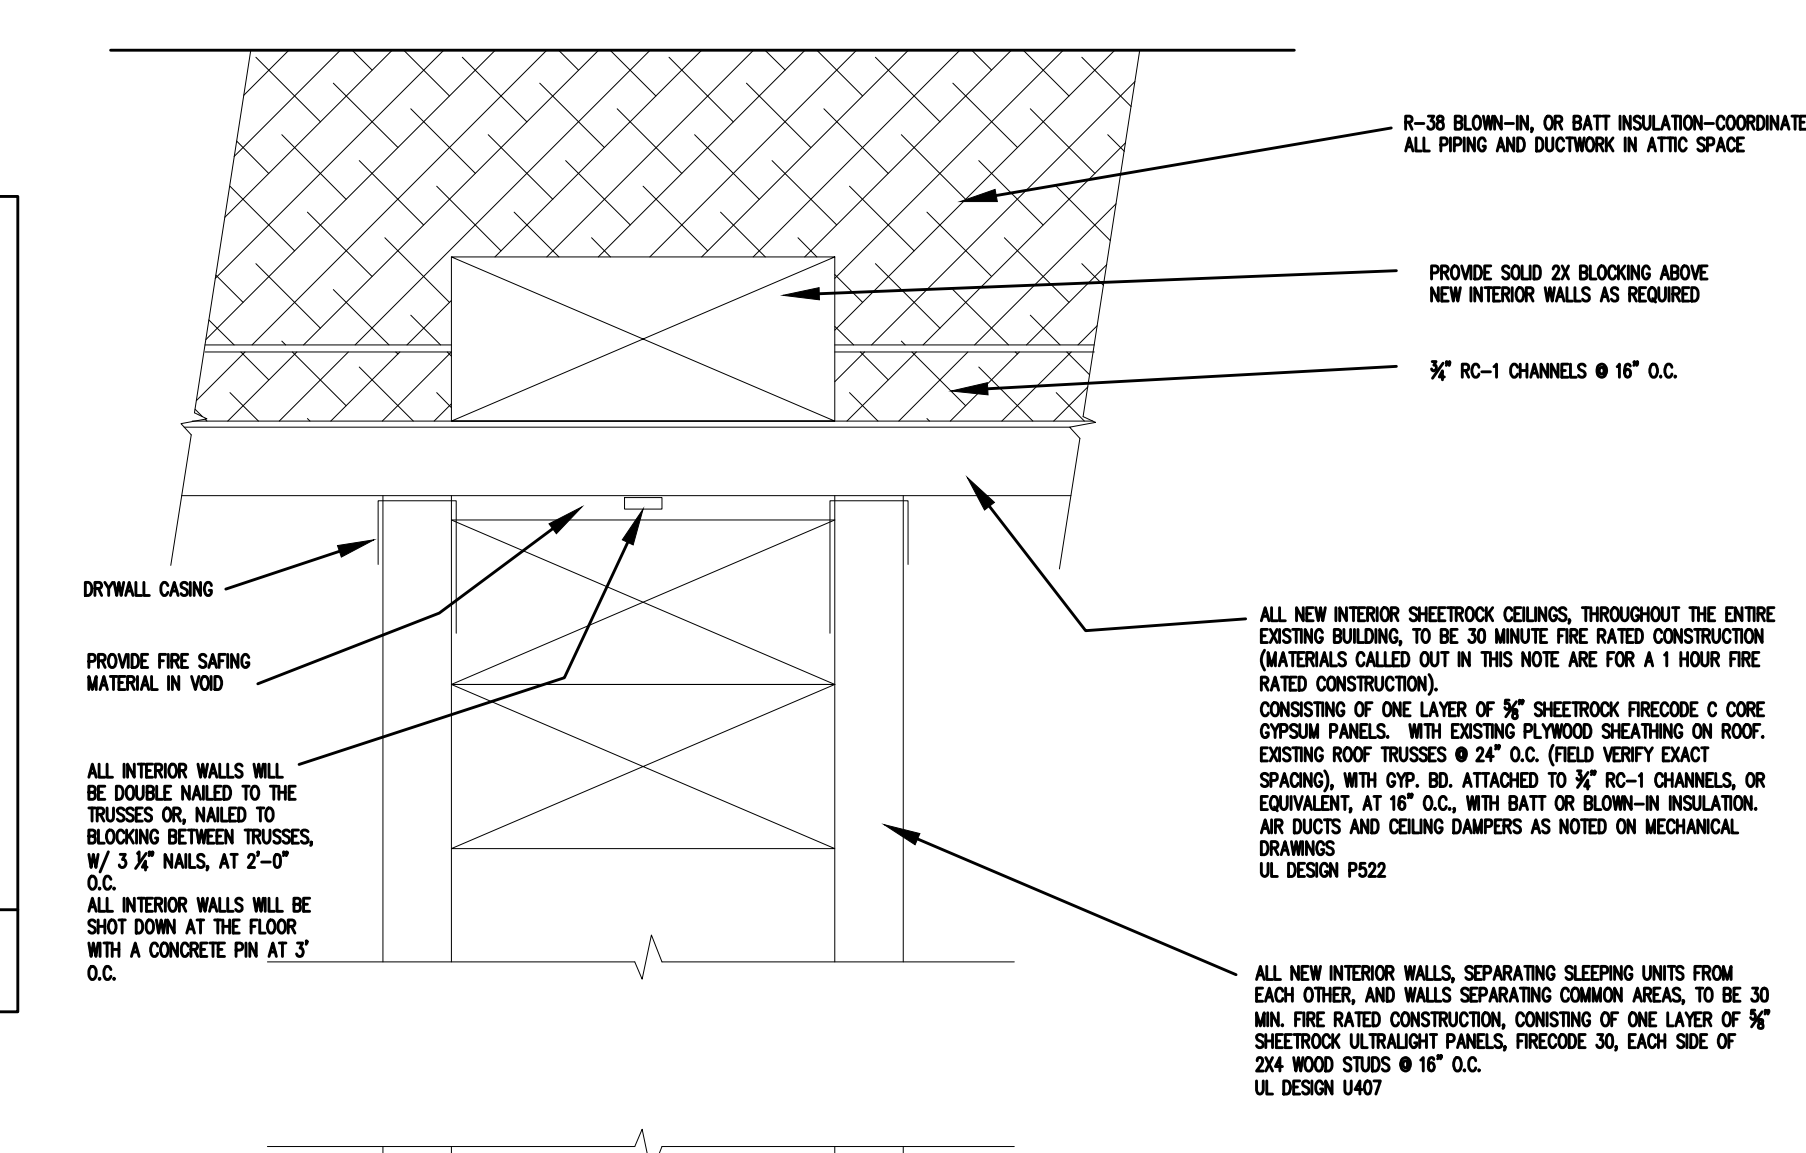 R-38 BLOWN-IN, OR BATT INSULATION-COORDINATE
ALL PIPING AND DUCTWORK IN ATTIC SPACE
PROVIDE SOLID 2X BLOCKING ABOVE
NEW INTERIOR WALLS AS REQUIRED
¾" RC-1 CHANNELS @ 16" O.C.
DRYWALL CASING
PROVIDE FIRE SAFING
MATERIAL IN VOID
ALL INTERIOR WALLS WILL
BE DOUBLE NAILED TO THE
TRUSSES OR, NAILED TO
BLOCKING BETWEEN TRUSSES,
W/ 3 ¼" NAILS, AT 2'-0"
O.C.
ALL INTERIOR WALLS WILL BE
SHOT DOWN AT THE FLOOR
WITH A CONCRETE PIN AT 3'
O.C.
ALL NEW INTERIOR SHEETROCK CEILINGS, THROUGHOUT THE ENTIRE
EXISTING BUILDING, TO BE 30 MINUTE FIRE RATED CONSTRUCTION
(MATERIALS CALLED OUT IN THIS NOTE ARE FOR A 1 HOUR FIRE
RATED CONSTRUCTION).
CONSISTING OF ONE LAYER OF ⅝" SHEETROCK FIRECODE C CORE
GYPSUM PANELS.  WITH EXISTING PLYWOOD SHEATHING ON ROOF.
EXISTING ROOF TRUSSES @ 24" O.C. (FIELD VERIFY EXACT
SPACING), WITH GYP. BD. ATTACHED TO ¾" RC-1 CHANNELS, OR
EQUIVALENT, AT 16" O.C., WITH BATT OR BLOWN-IN INSULATION.
AIR DUCTS AND CEILING DAMPERS AS NOTED ON MECHANICAL
DRAWINGS
UL DESIGN P522
ALL NEW INTERIOR WALLS, SEPARATING SLEEPING UNITS FROM
EACH OTHER, AND WALLS SEPARATING COMMON AREAS, TO BE 30
MIN. FIRE RATED CONSTRUCTION, CONISTING OF ONE LAYER OF ⅝"
SHEETROCK ULTRALIGHT PANELS, FIRECODE 30, EACH SIDE OF
2X4 WOOD STUDS @ 16" O.C.
UL DESIGN U407